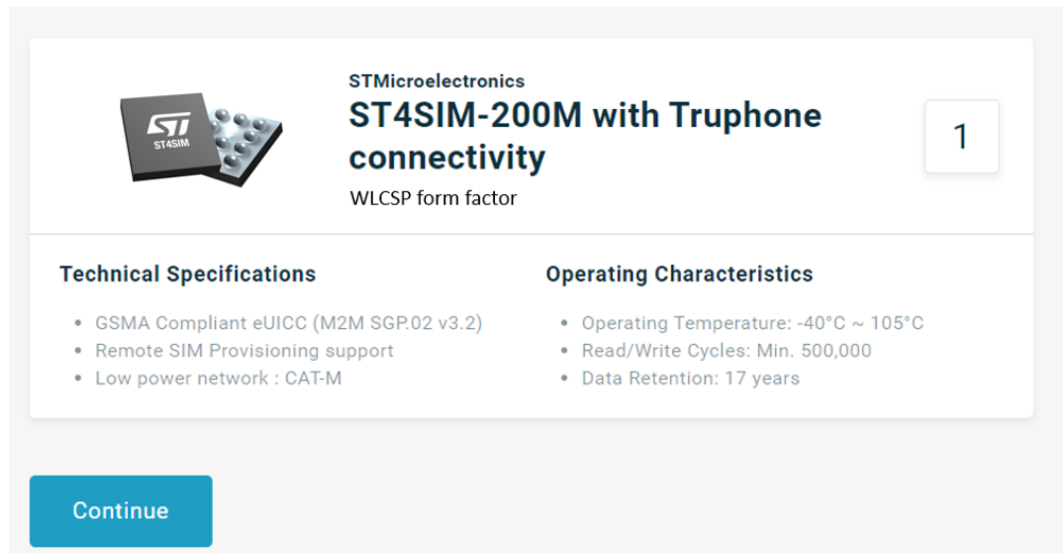 STMicroelectronics
ST4SIM-200M with Truphone
connectivity
WLCSP form factor
1
ST
ST4SIM
Technical Specifications
• GSMA Compliant eUICC (M2M SGP.02 v3.2)
• Remote SIM Provisioning support
• Low power network : CAT-M
Operating Characteristics
• Operating Temperature: -40°C ~ 105°C
• Read/Write Cycles: Min. 500,000
• Data Retention: 17 years
Continue